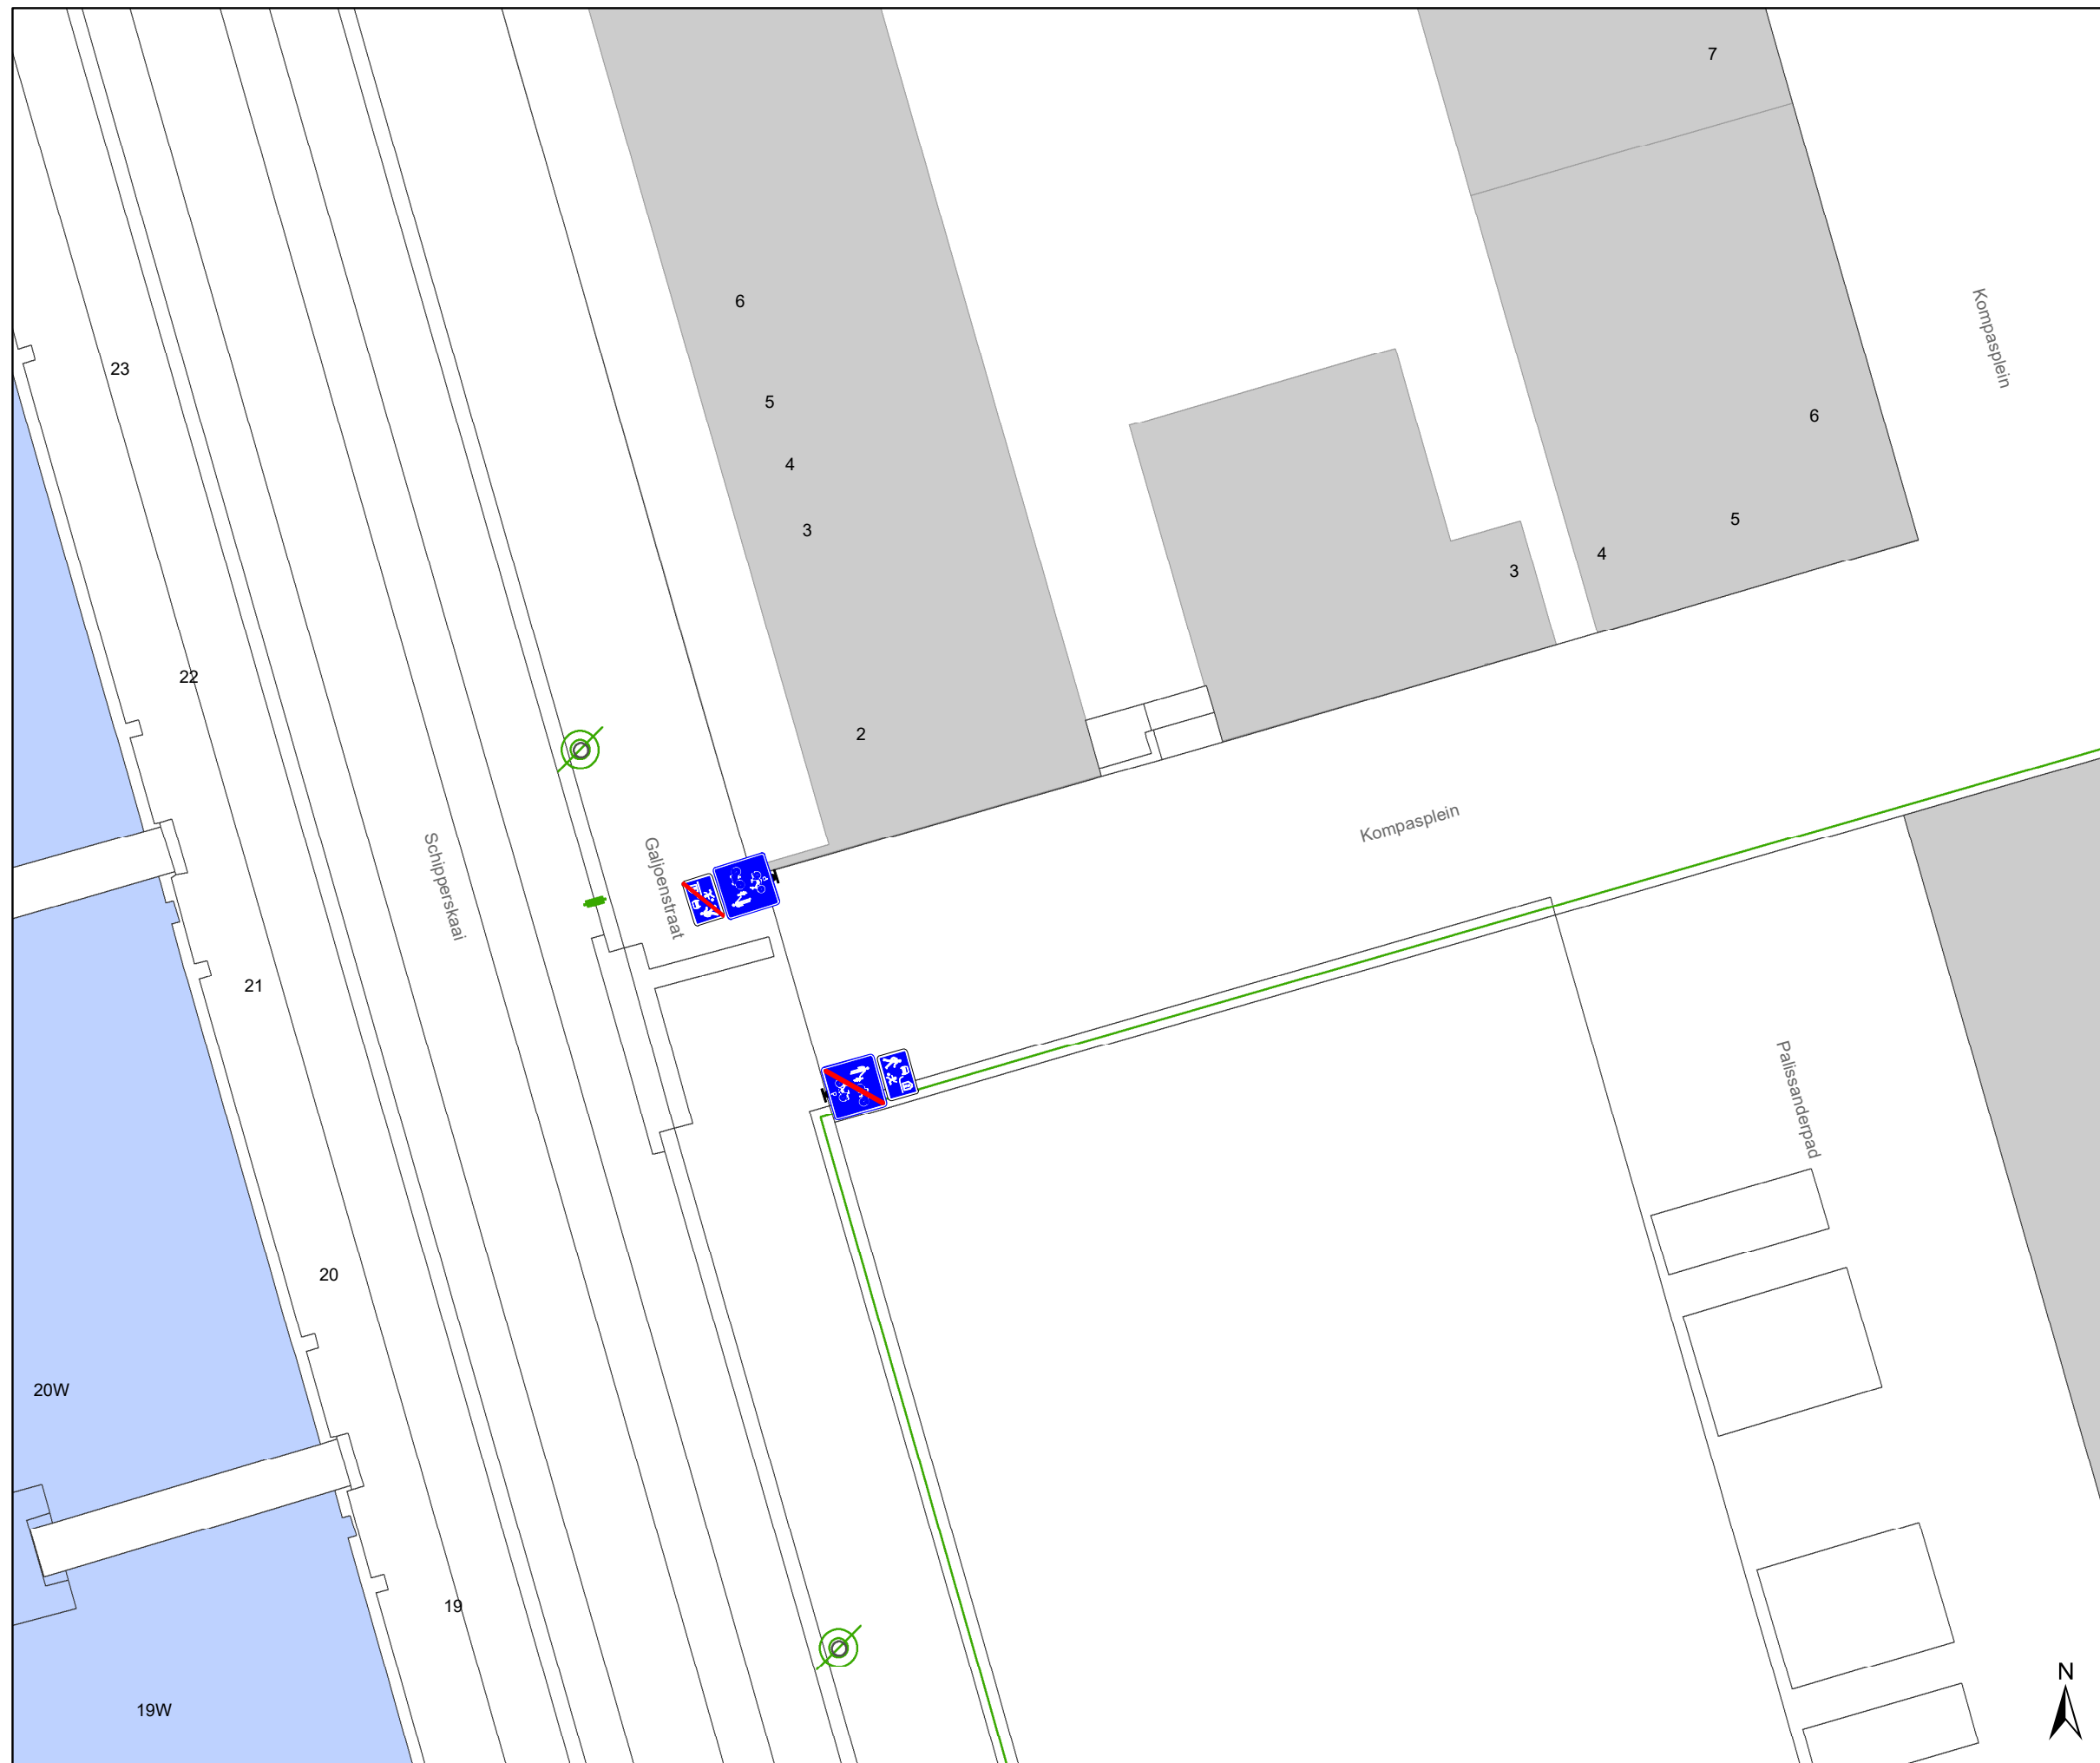 7
Kompasplein
6
23
5
6
4
5
3
4
3
22
2
Kompasplein
Schipperskaai
Galjoenstraat
21
Palissanderpad
20
20W
19
N
19W